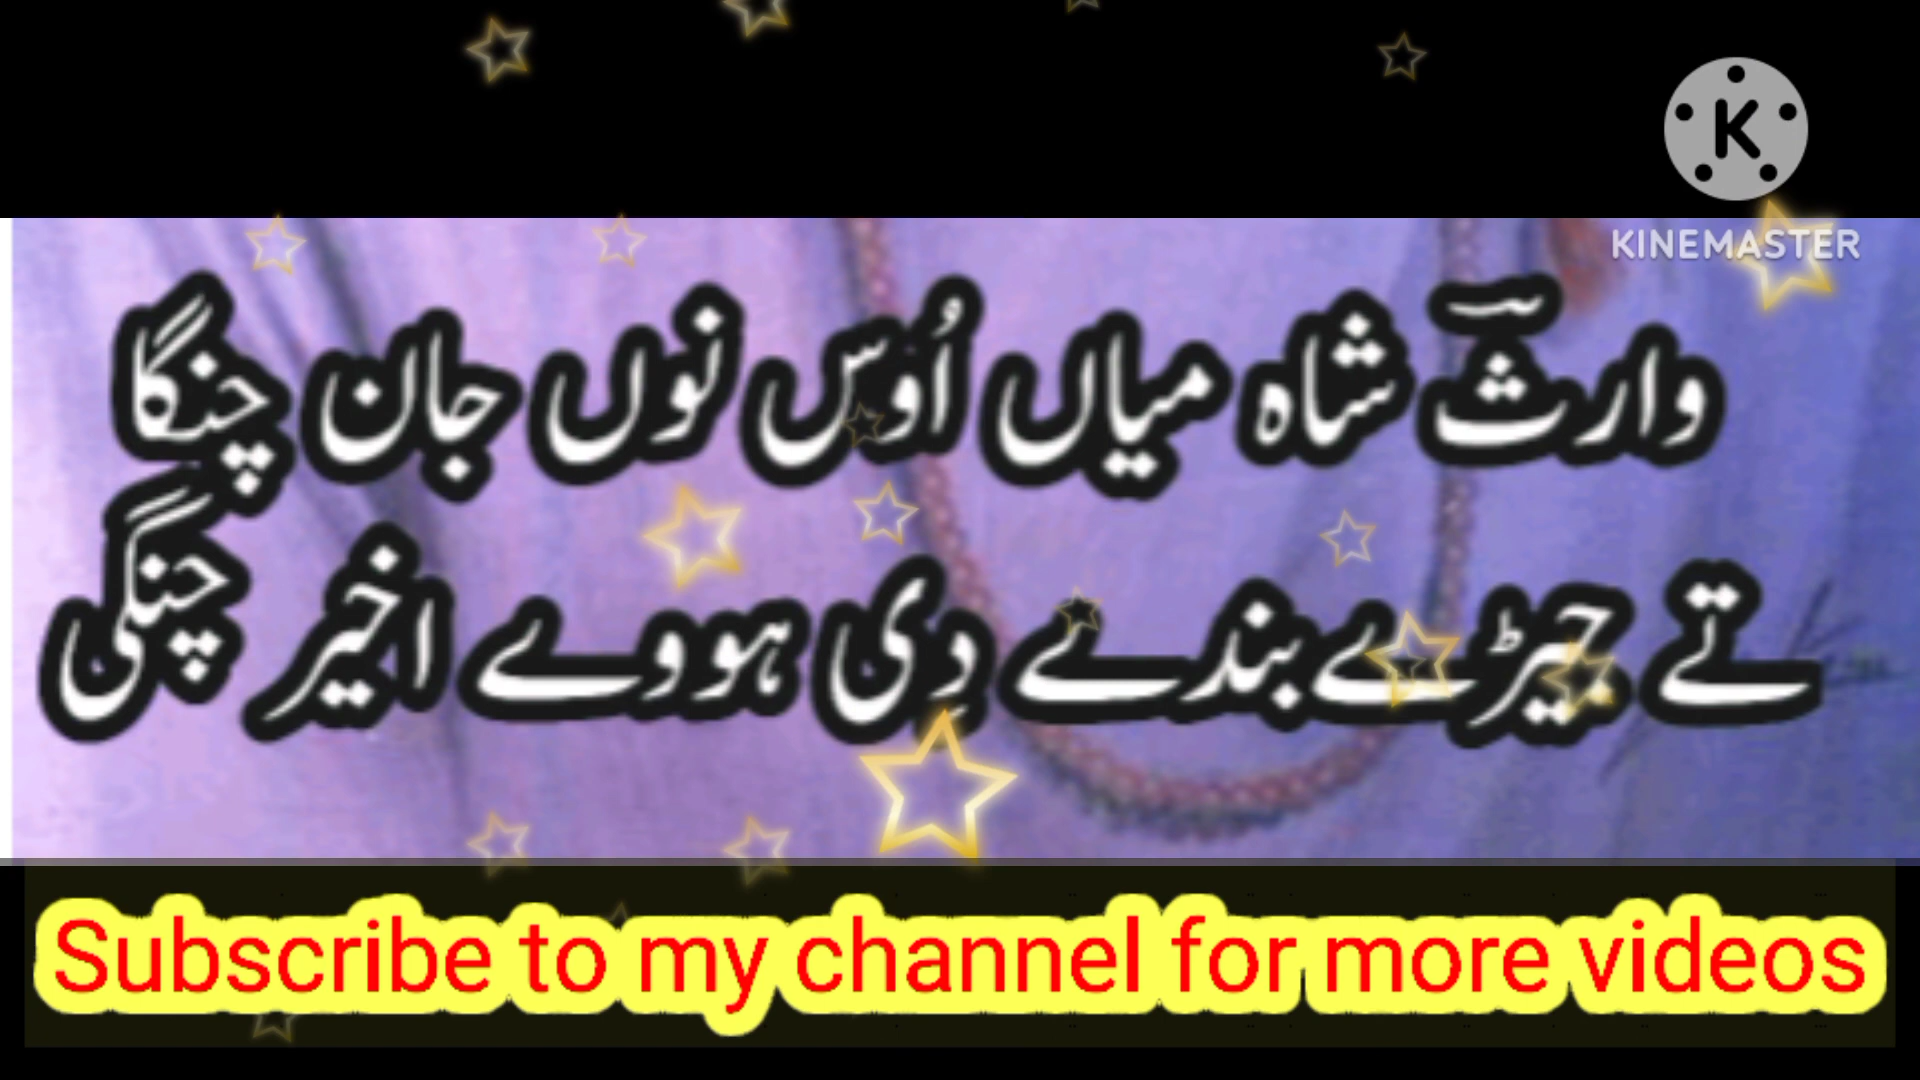 K
KINEMASTER
وارثؔ شاہ میاں اُوس نوں جان چنگا
تے جیڑے بندے دِی ہووے اخیر چنگی
Subscribe to my channel for more videos